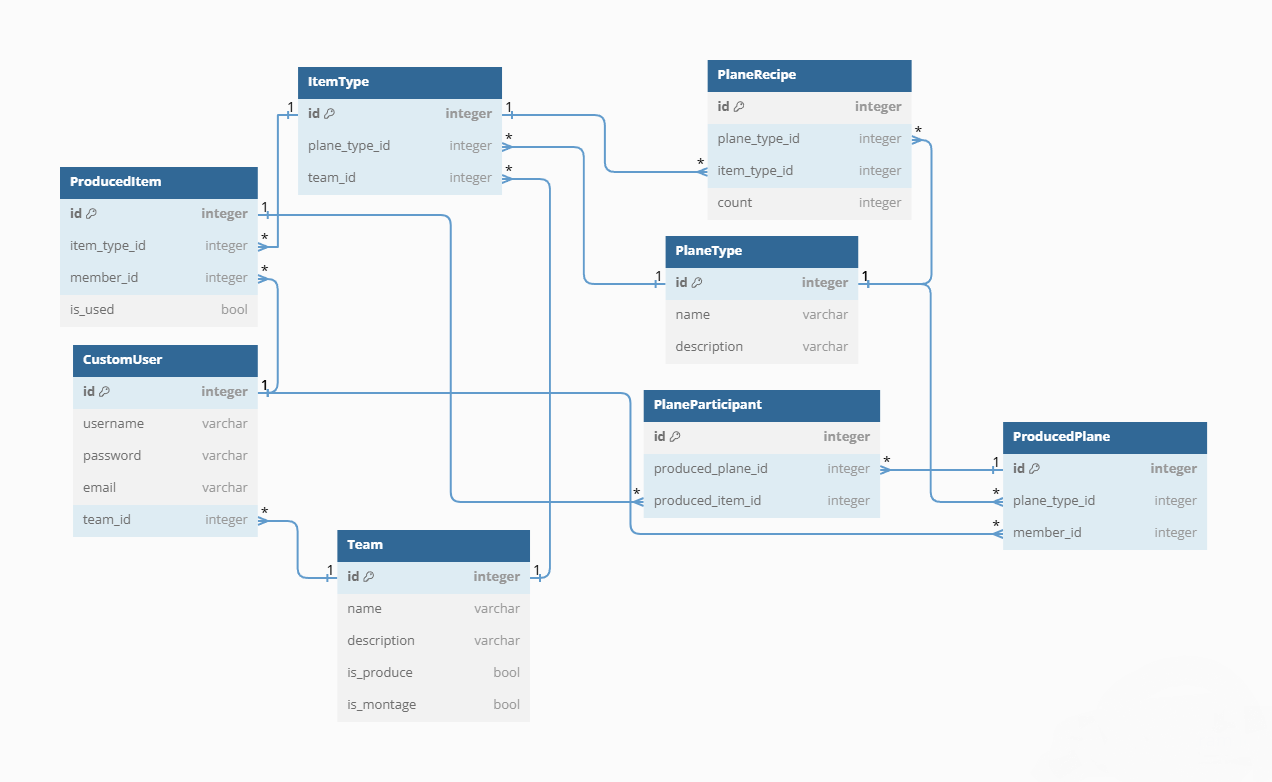 ItemType
1 id integer 1
plane_type_id integer *
team_id integer *
PlaneRecipe
id integer
plane_type_id integer *
* item_type_id integer
count integer
ProducedItem
id integer 1
item_type_id integer *
member_id integer *
is_used bool
PlaneType
1 id integer 1
name varchar
description varchar
CustomUser
id integer 1
username varchar
password varchar
email varchar
team_id integer *
PlaneParticipant
id integer
produced_plane_id integer *
* produced_item_id integer
ProducedPlane
1 id integer
* plane_type_id integer
* member_id integer
Team
1 id integer 1
name varchar
description varchar
is_produce bool
is_montage bool